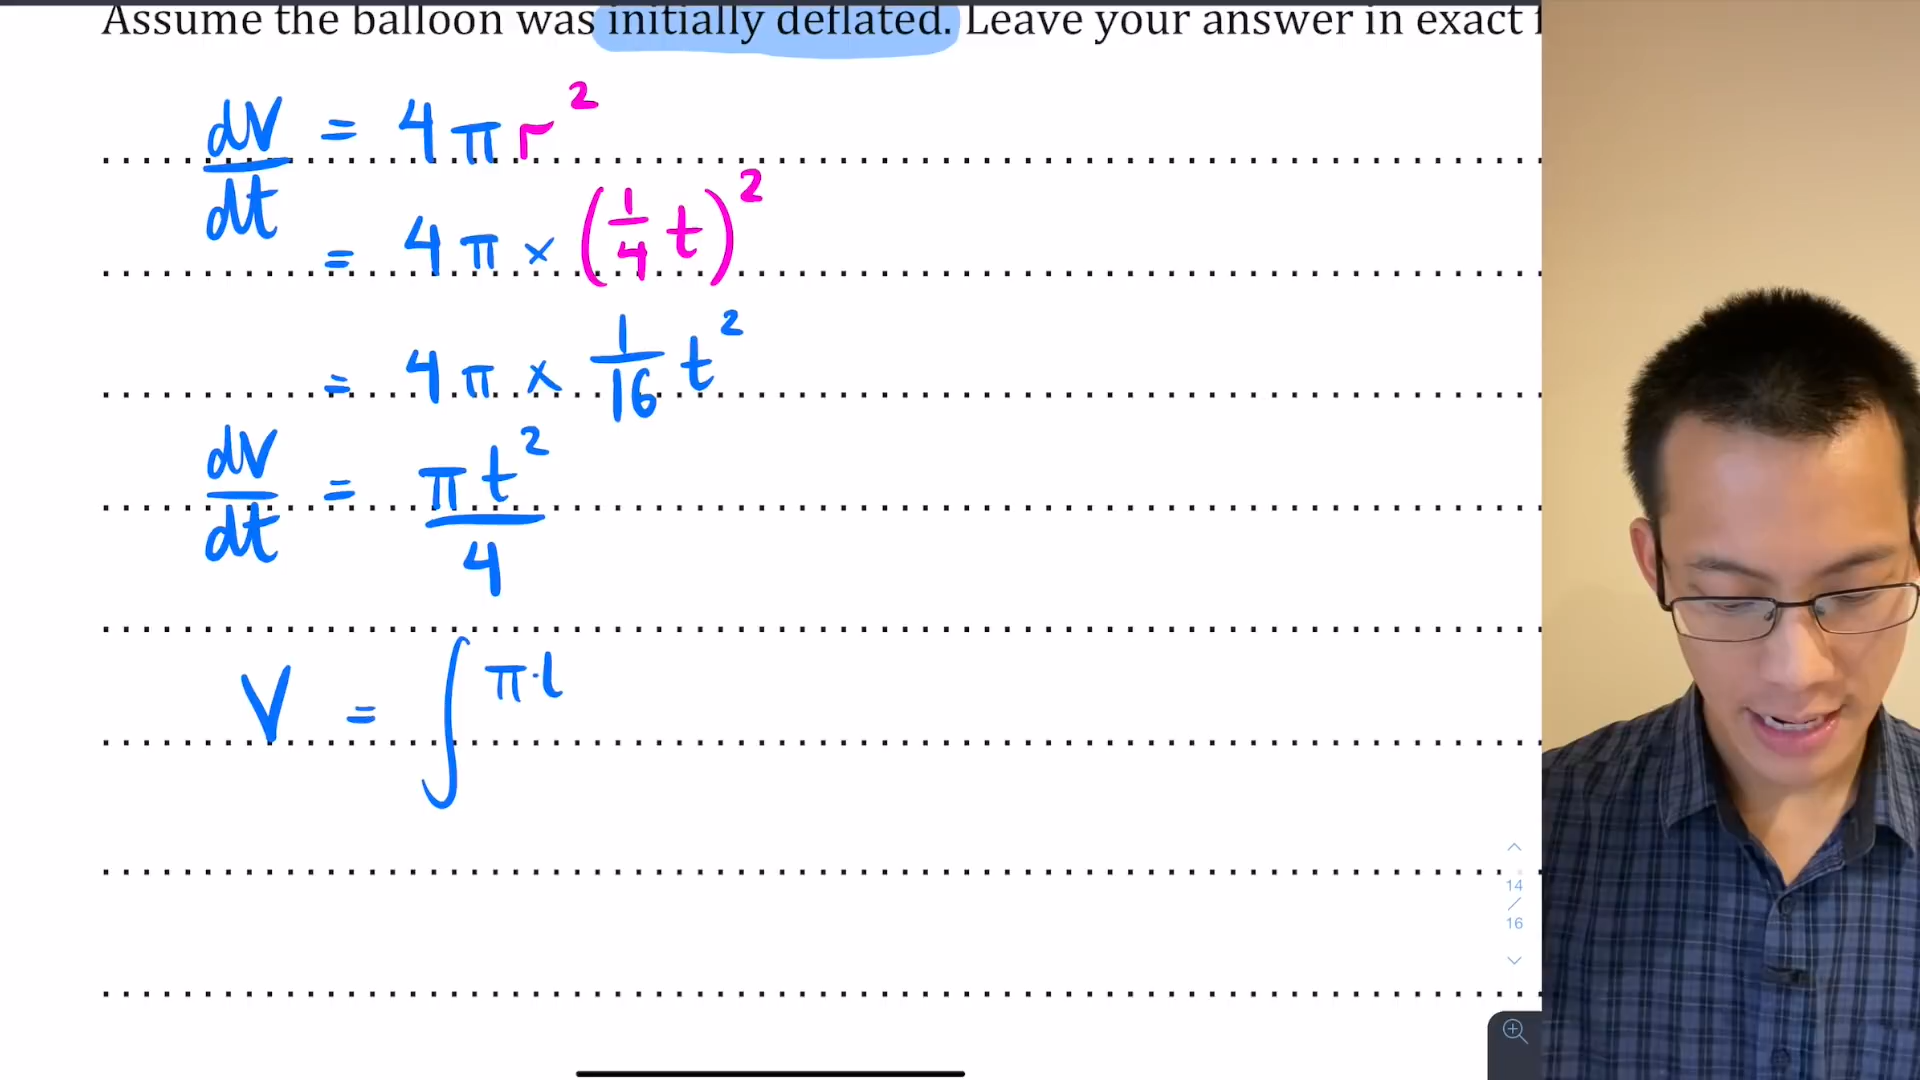 Assume the balloon was initially deflated. Leave your answer in exact
dV/dt = 4πr²
= 4π × (1/4 t)²
= 4π × 1/16 t²
dV/dt = πt²/4
V = ∫ π
14
/
16